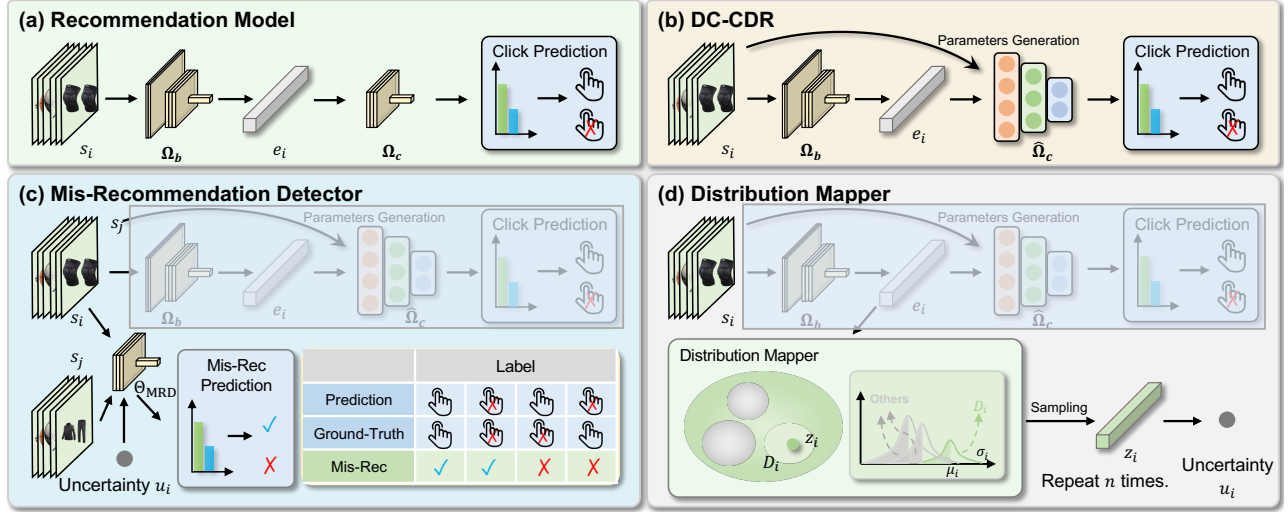 (a) Recommendation Model
Click Prediction
s_i
Ω_b
e_i
Ω_c
(b) DC-CDR
Parameters Generation
Click Prediction
s_i
Ω_b
e_i
Ω̂_c
(c) Mis-Recommendation Detector
s_j
Parameters Generation
Click Prediction
s_i
Ω_b
e_i
Ω̂_c
s_j
Θ_MRD
Mis-Rec
Prediction
✓
✗
Uncertainty u_i
Label
Prediction
Ground-Truth
Mis-Rec ✓ ✓ ✗ ✗
(d) Distribution Mapper
Parameters Generation
Click Prediction
s_i
Ω_b
e_i
Ω̂_c
Distribution Mapper
z_i
D_i
Others
D_i
σ_i
μ_i
Sampling
z_i
Repeat n times.
Uncertainty
u_i